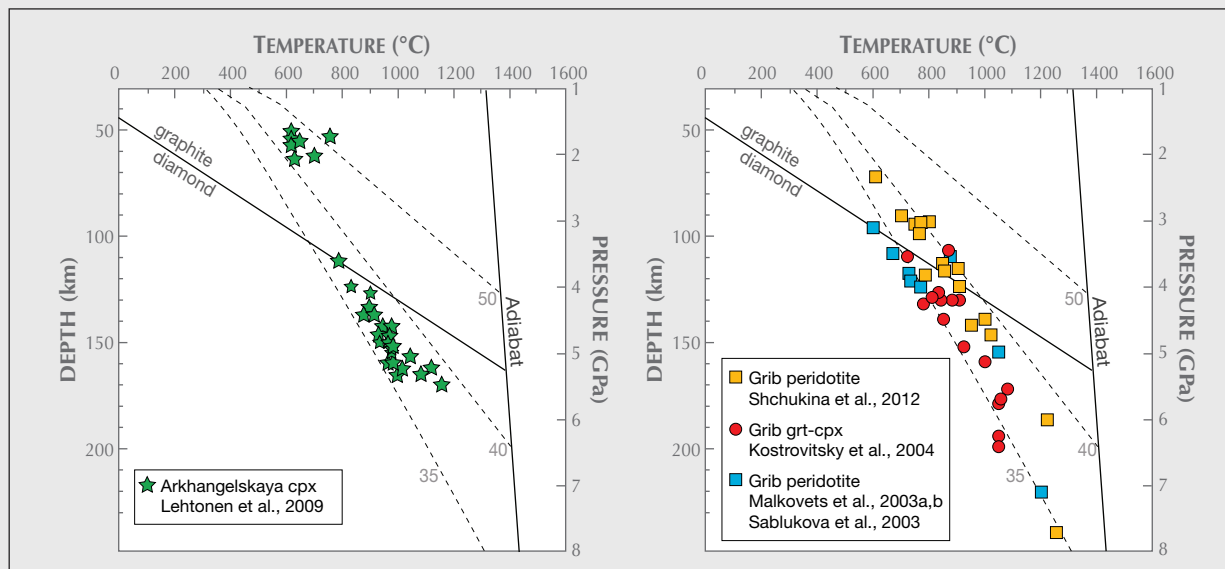 TEMPERATURE (°C)
0 200 400 600 800 1000 1200 1400 1600
DEPTH (km)
50
100
150
200
PRESSURE (GPa)
1
2
3
4
5
6
7
8
graphite
diamond
50
40
35
Adiabat
Arkhangelskaya cpx
Lehtonen et al., 2009
TEMPERATURE (°C)
0 200 400 600 800 1000 1200 1400 1600
DEPTH (km)
50
100
150
200
PRESSURE (GPa)
1
2
3
4
5
6
7
8
graphite
diamond
50
40
35
Adiabat
Grib peridotite
Shchukina et al., 2012
Grib grt-cpx
Kostrovitsky et al., 2004
Grib peridotite
Malkovets et al., 2003a,b
Sablukova et al., 2003